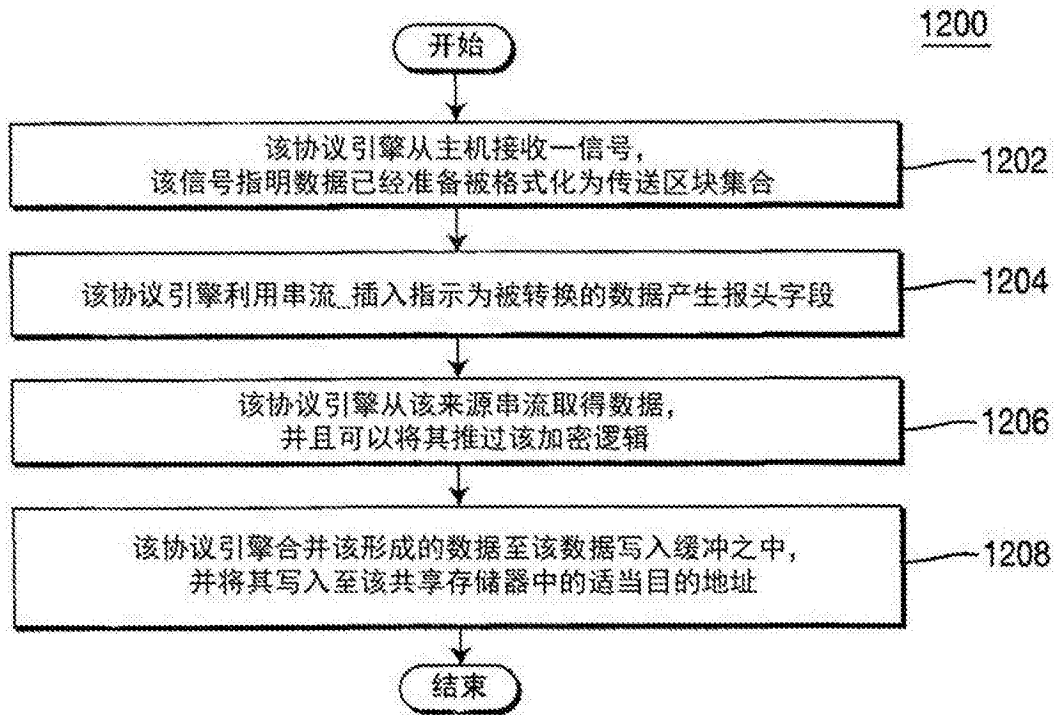 1200
开始
该协议引擎从主机接收一信号,
该信号指明数据已经准备被格式化为传送区块集合
1202
该协议引擎利用串流_插入指示为被转换的数据产生报头字段
1204
该协议引擎从该来源串流取得数据,
并且可以将其推过该加密逻辑
1206
该协议引擎合并该形成的数据至该数据写入缓冲之中,
并将其写入至该共享存储器中的适当目的地址
1208
结束